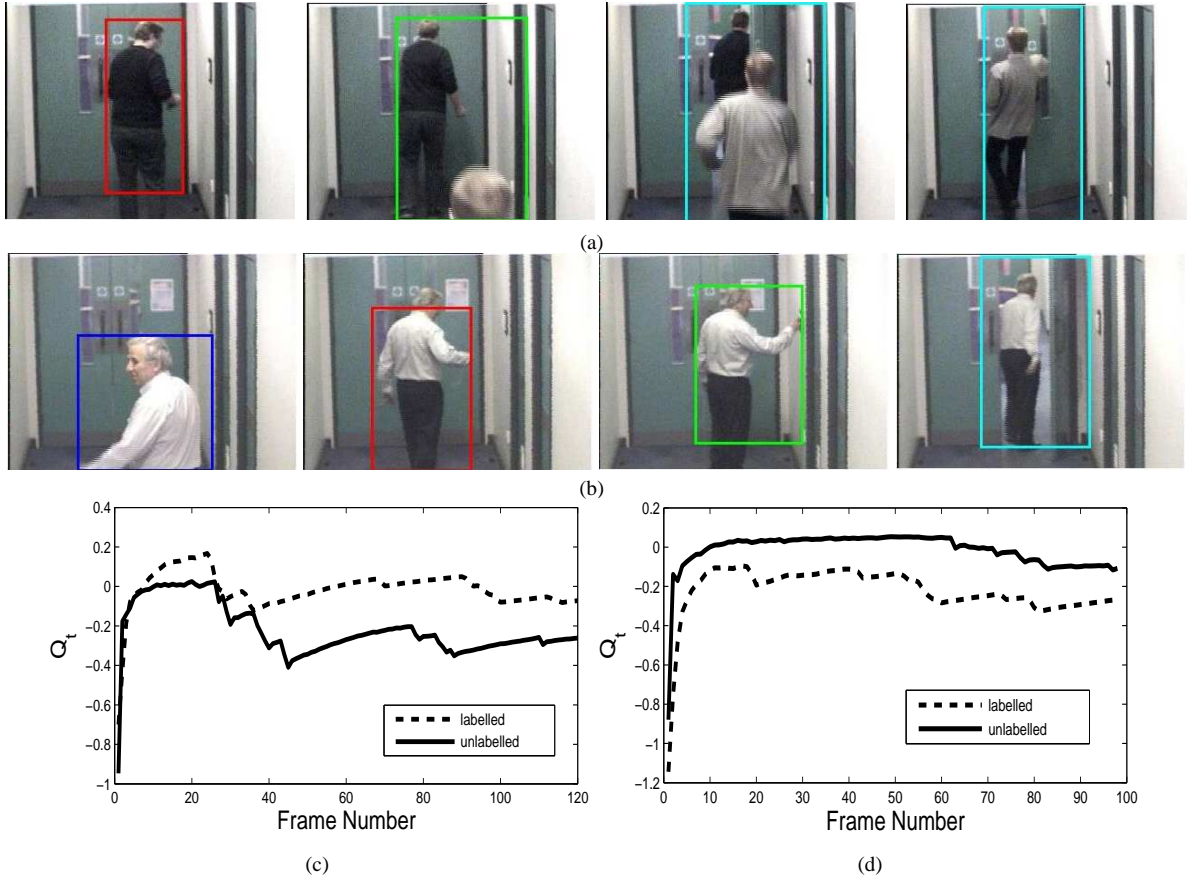 (a)
(b)
0.4
0.2
0
−0.2
−0.4
−0.6
−0.8
−1
Q_t
labelled
unlabelled
0 20 40 60 80 100 120
Frame Number
(c)
0.2
0
−0.2
−0.4
−0.6
−0.8
−1
−1.2
Q_t
labelled
unlabelled
0 10 20 30 40 50 60 70 80 90 100
Frame Number
(d)